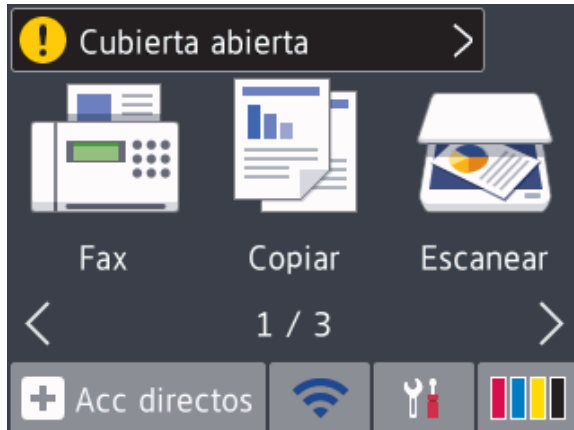 Cubierta abierta
Fax Copiar Escanear
1 / 3
Acc directos